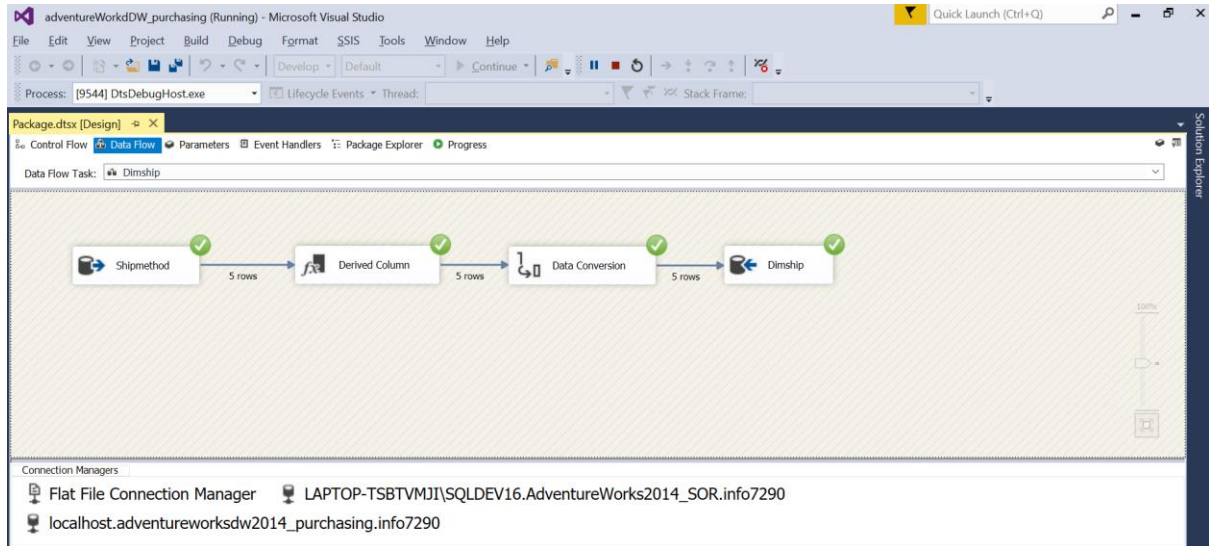 adventureWorkdDW_purchasing (Running) - Microsoft Visual Studio
Quick Launch (Ctrl+Q)
File Edit View Project Build Debug Format SSIS Tools Window Help
Develop Default Continue
Process: [9544] DtsDebugHost.exe Lifecycle Events Thread: Stack Frame:
Package.dtsx [Design]
Solution Explorer
Control Flow Data Flow Parameters Event Handlers Package Explorer Progress
Data Flow Task: Dimship
Shipmethod 5 rows Derived Column 5 rows Data Conversion 5 rows Dimship
100%
Connection Managers
Flat File Connection Manager LAPTOP-TSBTVMJI\SQLDEV16.AdventureWorks2014_SOR.info7290
localhost.adventureworksdw2014_purchasing.info7290